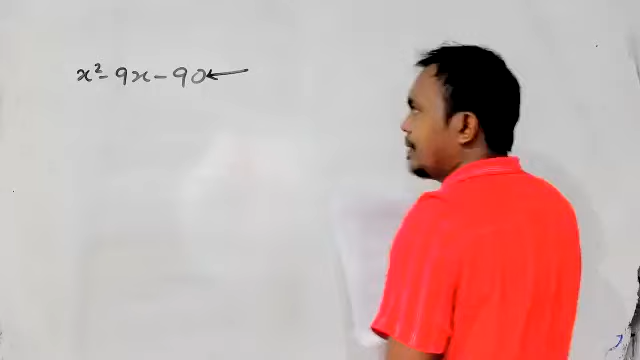 x² - 9x - 90 ←